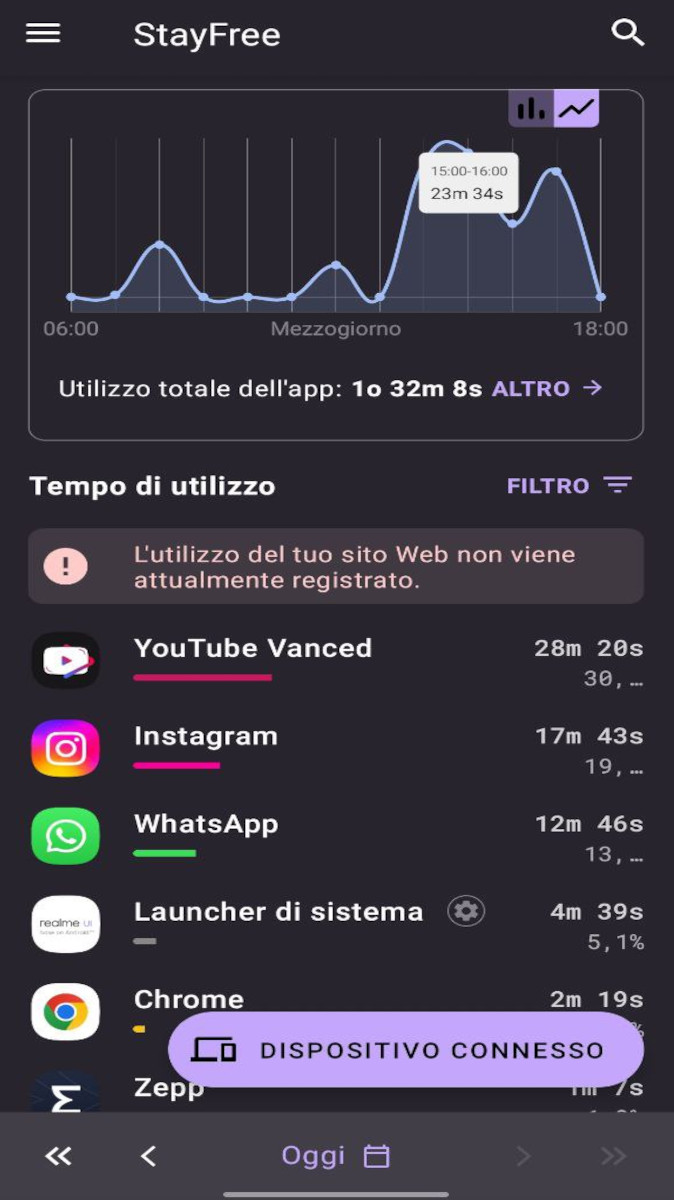 StayFree
15:00-16:00
23m 34s
06:00 Mezzogiorno 18:00
Utilizzo totale dell'app: 1o 32m 8s ALTRO
Tempo di utilizzo FILTRO
L'utilizzo del tuo sito Web non viene
attualmente registrato.
YouTube Vanced 28m 20s
30,…
Instagram 17m 43s
19,…
WhatsApp 12m 46s
13,…
realme UI
Launcher di sistema 4m 39s
5,1%
Chrome 2m 19s
%
DISPOSITIVO CONNESSO
Zepp 1m 7s
Oggi